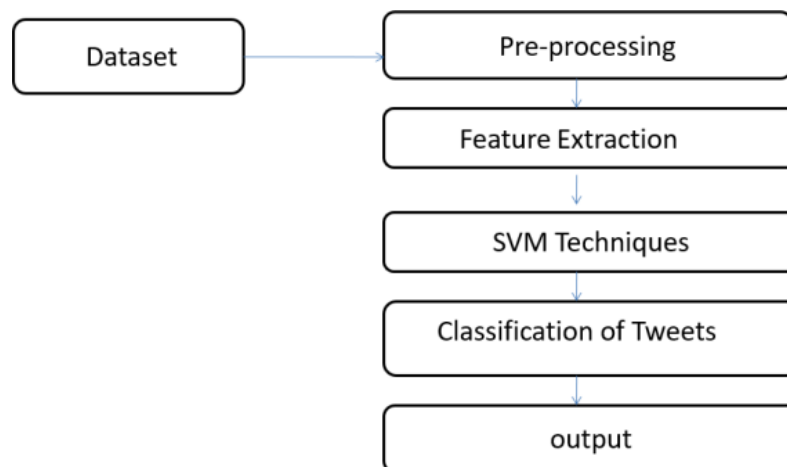 Dataset
Pre-processing
Feature Extraction
SVM Techniques
Classification of Tweets
output